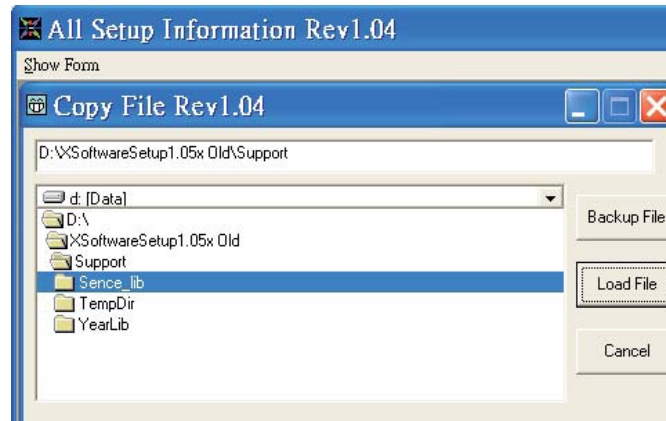 All Setup Information Rev1.04
Show Form
Copy File Rev1.04
D:\XSoftwareSetup1.05x Old\Support
d: [Data]
D:\
XSoftwareSetup1.05x Old
Support
Sence_lib
TempDir
YearLib
Backup File
Load File
Cancel